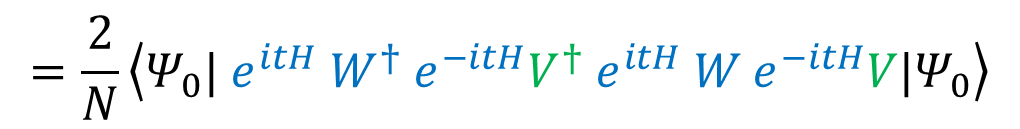 = 2/N ⟨Ψ₀| e^{itH} W† e^{-itH} V† e^{itH} W e^{-itH} V|Ψ₀⟩